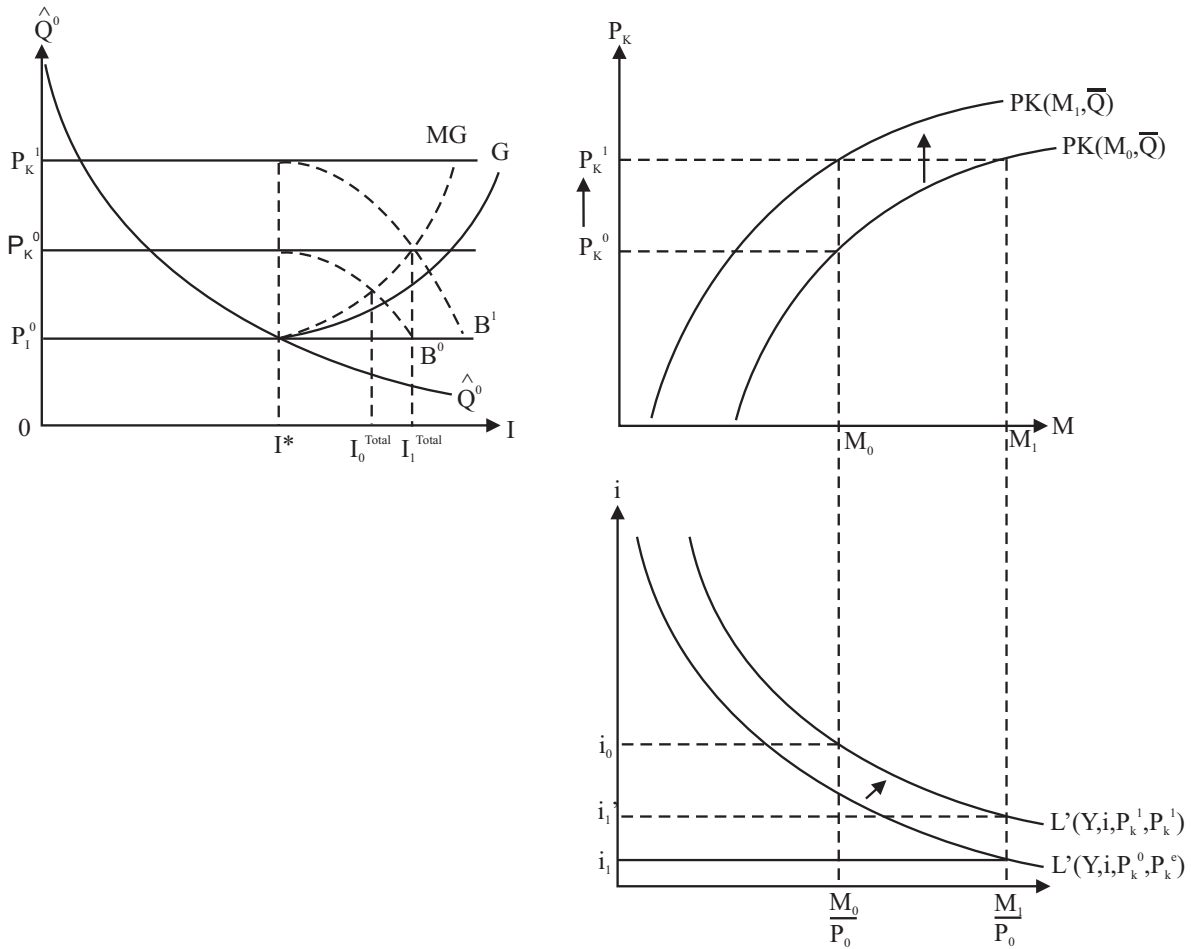 Q̂⁰
P_K¹
P_K⁰
P_I⁰
0
MG
G
B¹
B⁰
Q̂⁰
I
I*
I₀^Total
I₁^Total
P_K
P_K¹
P_K⁰
PK(M₁,Q̅)
PK(M₀,Q̅)
M₀
M₁
M
i
i₀
i₁’
i₁
L’(Y,i,P_k¹,P_k¹)
L’(Y,i,P_k⁰,P_k^e)
M₀
P₀
M₁
P₀